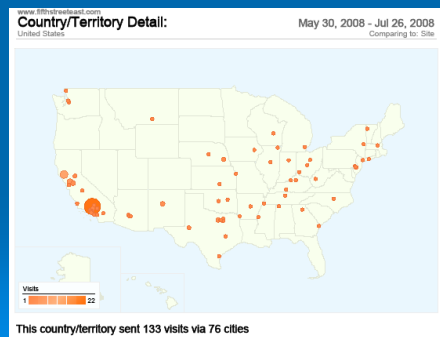 www.fifthstreeteast.com
Country/Territory Detail:
United States
May 30, 2008 - Jul 26, 2008
Comparing to: Site
Visits
1 22
This country/territory sent 133 visits via 76 cities